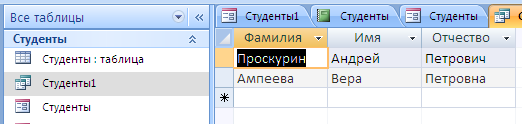 Все таблицы
Студенты
Студенты : таблица
Студенты1
Студенты
Студенты1 Студенты Студенты
Фамилия Имя Отчество
Проскурин Андрей Петрович
Ампеева Вера Петровна